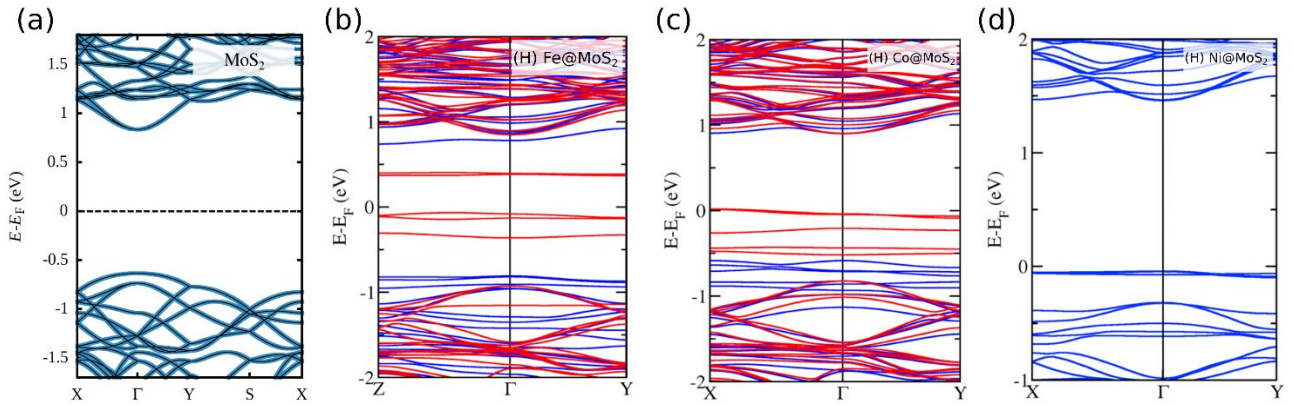 (a)
MoS2
E-EF (eV)
1.5
1
0.5
0
-0.5
-1
-1.5
X Γ Y S X
(b)
(H) Fe@MoS2
E-EF (eV)
2
1
0
-1
-2
Z Γ Y
(c)
(H) Co@MoS2
E-EF (eV)
2
1
0
-1
2
X Γ Y
(d)
(H) Ni@MoS2
E-EF (eV)
2
1
0
-1
X Γ Y